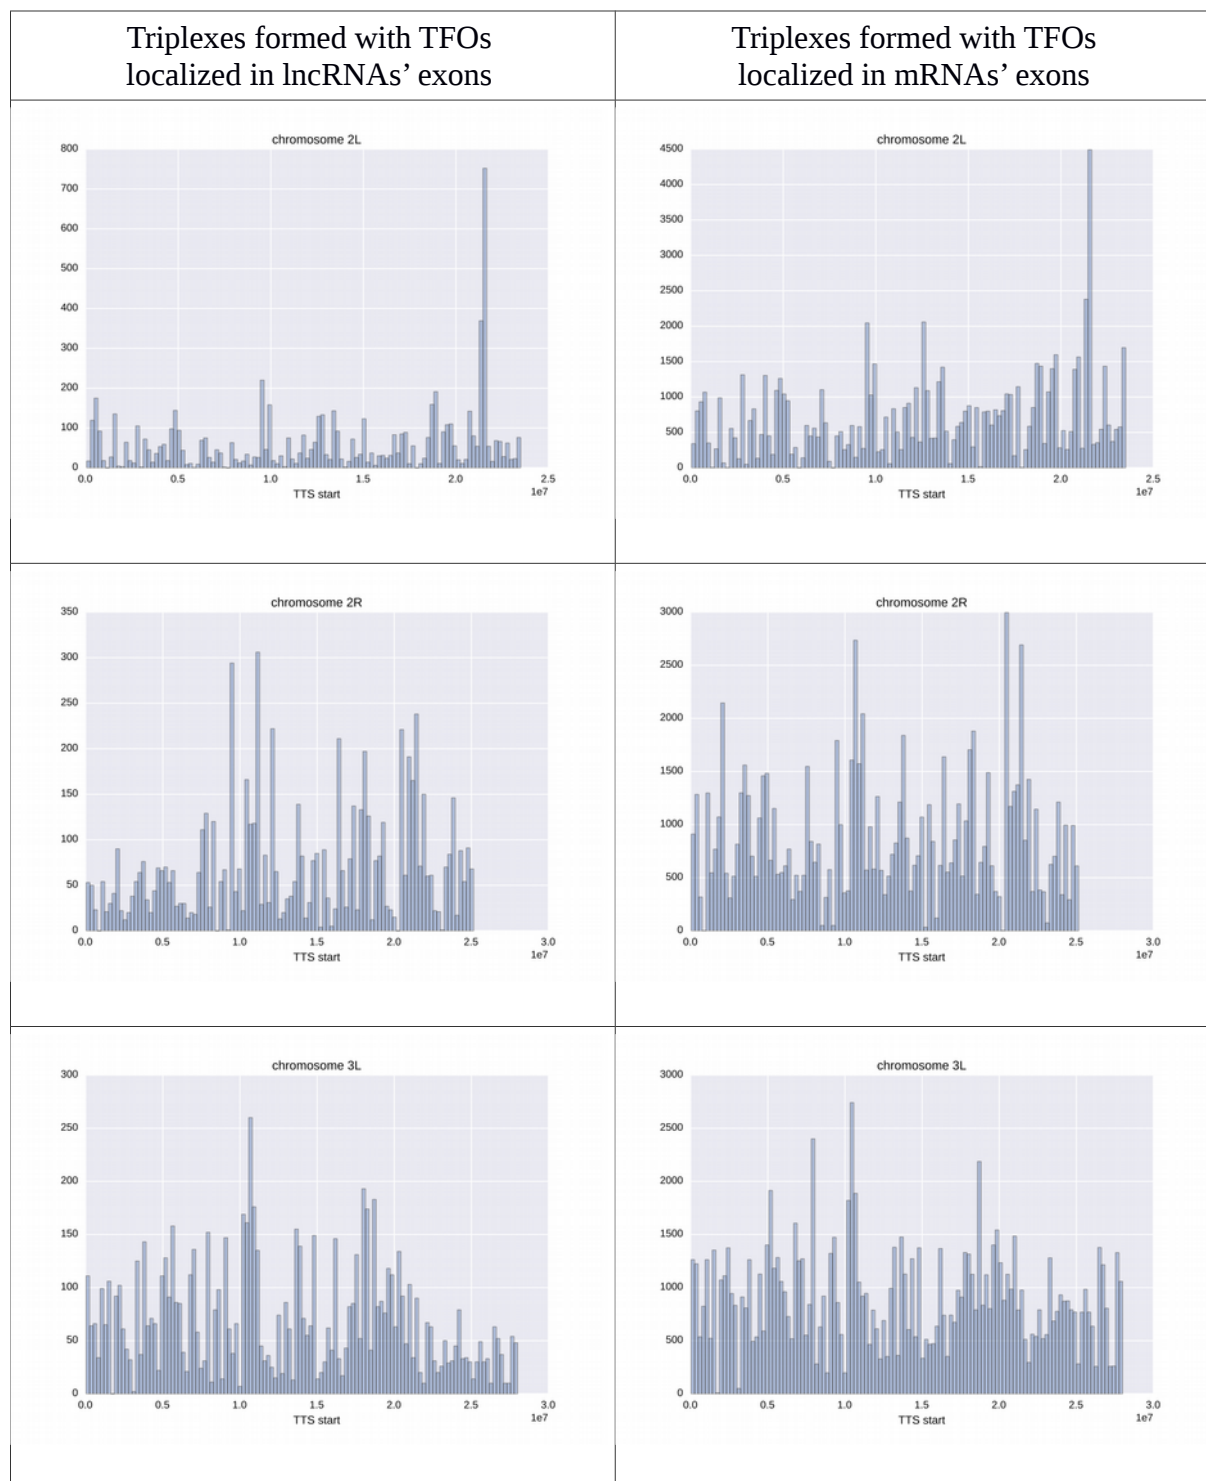 Triplexes formed with TFOs
localized in lncRNAs’ exons
Triplexes formed with TFOs
localized in mRNAs’ exons
chromosome 2L
800
700
600
500
400
300
200
100
0
0.0 0.5 1.0 1.5 2.0 2.5
1e7
TTS start
chromosome 2L
4500
4000
3500
3000
2500
2000
1500
1000
500
0
0.0 0.5 1.0 1.5 2.0 2.5
1e7
TTS start
chromosome 2R
350
300
250
200
150
100
50
0
0.0 0.5 1.0 1.5 2.0 2.5 3.0
1e7
TTS start
chromosome 2R
3000
2500
2000
1500
1000
500
0
0.0 0.5 1.0 1.5 2.0 2.5 3.0
1e7
TTS start
chromosome 3L
300
250
200
150
100
50
0
0.0 0.5 1.0 1.5 2.0 2.5 3.0
1e7
TTS start
chromosome 3L
3000
2500
2000
1500
1000
500
0
0.0 0.5 1.0 1.5 2.0 2.5 3.0
1e7
TTS start